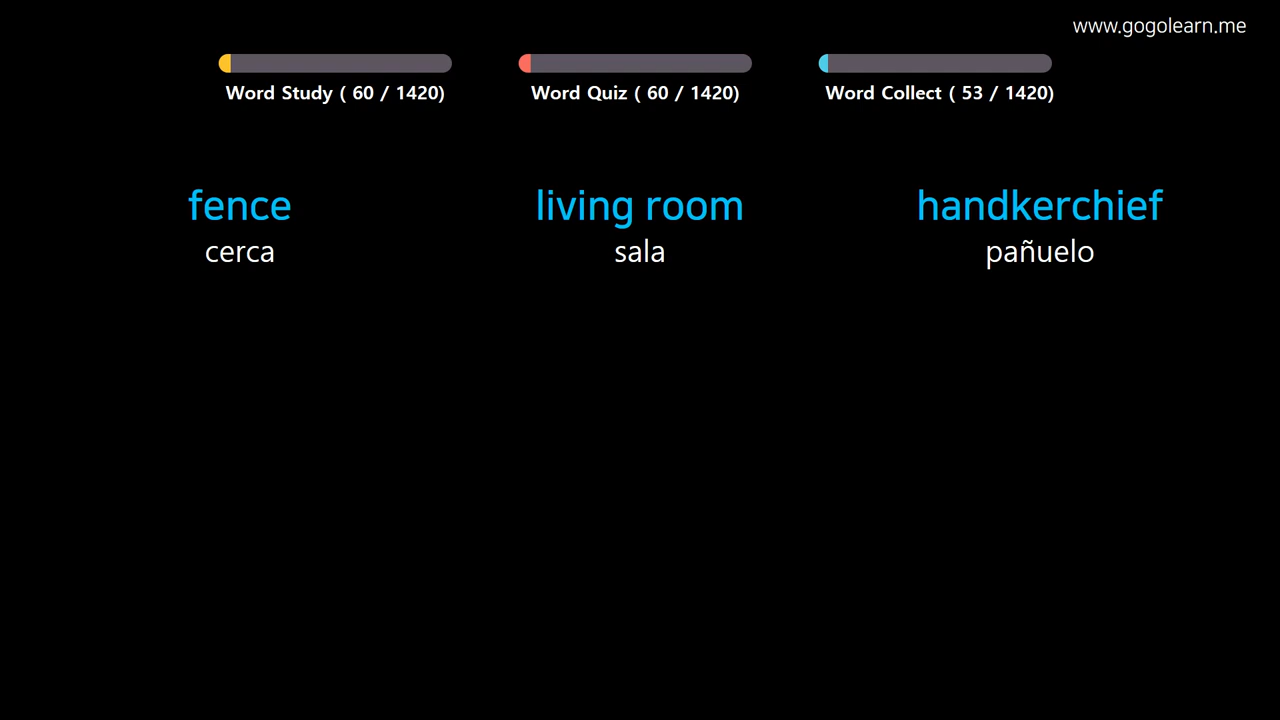 www.gogolearn.me
Word Study ( 60 / 1420)
Word Quiz ( 60 / 1420)
Word Collect ( 53 / 1420)
fence
cerca
living room
sala
handkerchief
pañuelo